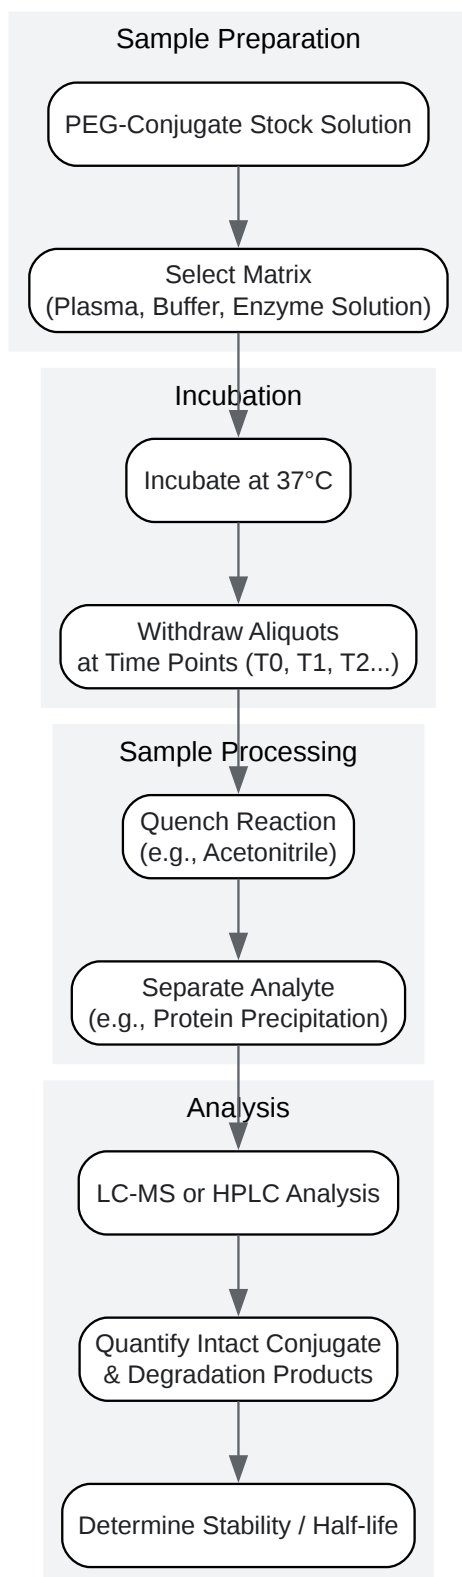 Sample Preparation
PEG-Conjugate Stock Solution
Select Matrix
(Plasma, Buffer, Enzyme Solution)
Incubation
Incubate at 37°C
Withdraw Aliquots
at Time Points (T0, T1, T2...)
Sample Processing
Quench Reaction
(e.g., Acetonitrile)
Separate Analyte
(e.g., Protein Precipitation)
Analysis
LC-MS or HPLC Analysis
Quantify Intact Conjugate
& Degradation Products
Determine Stability / Half-life